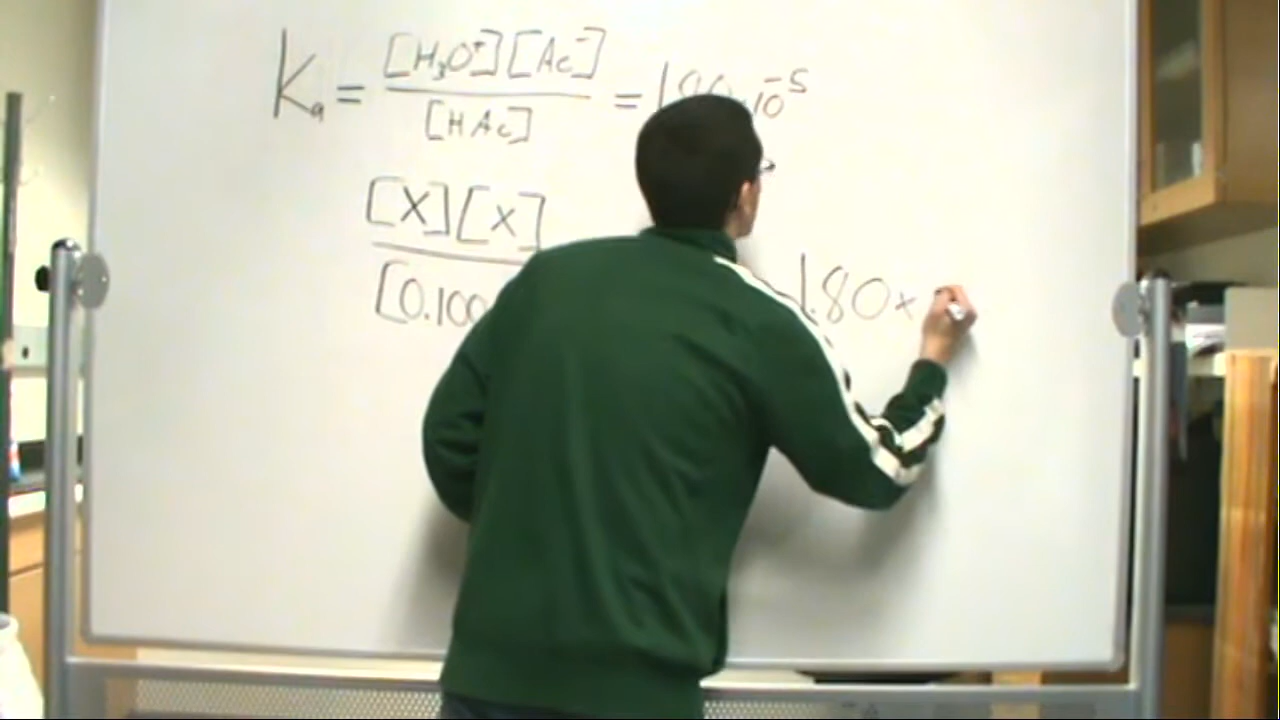 Ka = [H₃O⁺][Ac⁻] = 1.80 × 10⁻⁵
[HAc]
[X][X]
[0.100 1.80 ×